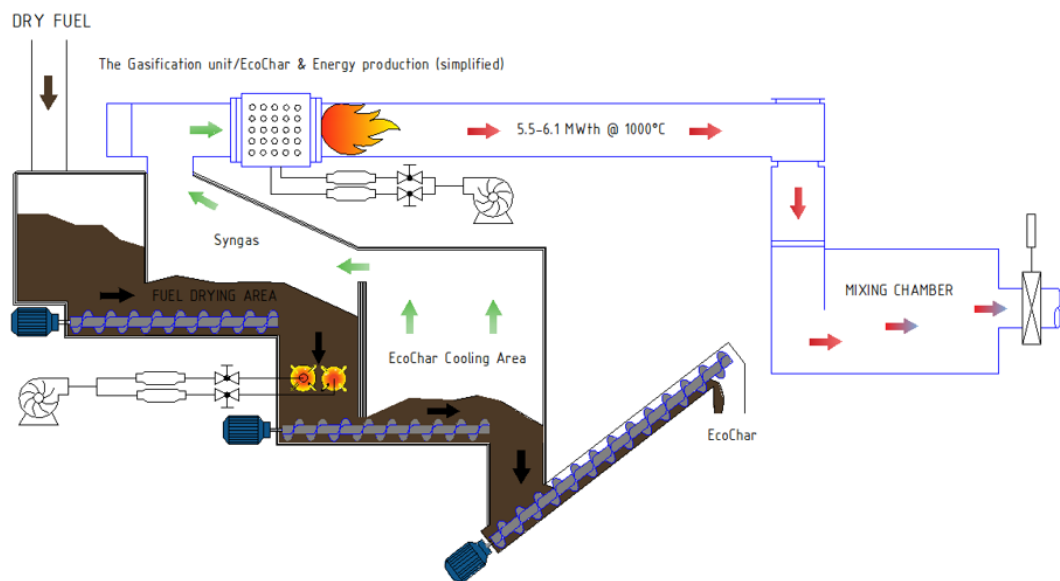 DRY FUEL
The Gasification unit/EcoChar & Energy production (simplified)
5.5-6.1 MWth @ 1000°C
Syngas
FUEL DRYING AREA
MIXING CHAMBER
EcoChar Cooling Area
EcoChar